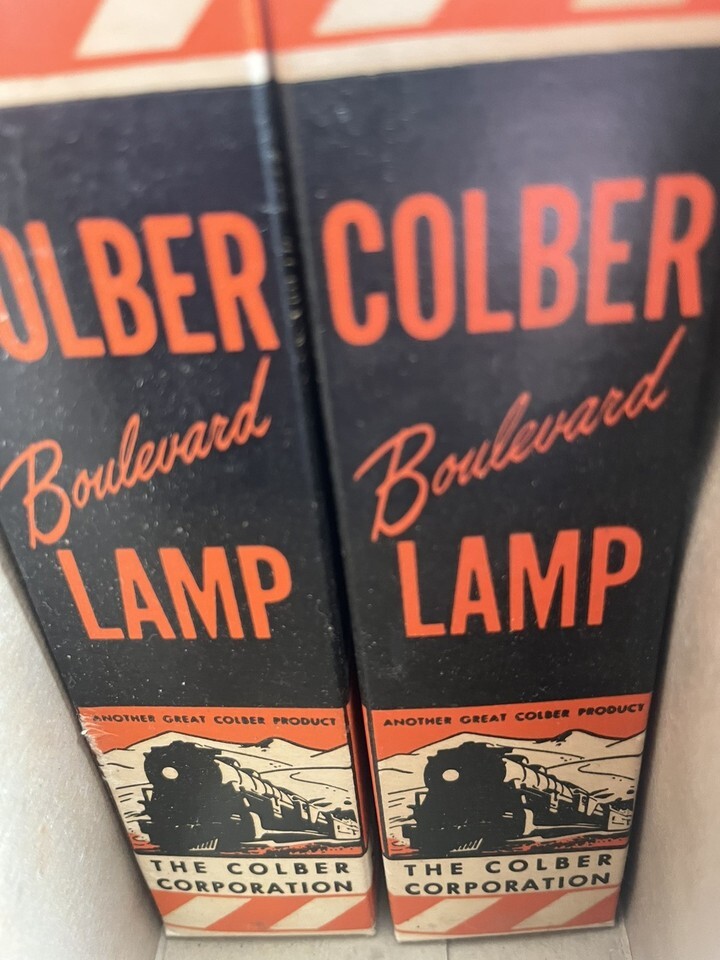 OLBER
Boulevard
LAMP
ANOTHER GREAT COLBER PRODUCT
THE COLBER
CORPORATION
COLBER
Boulevard
LAMP
ANOTHER GREAT COLBER PRODUCT
THE COLBER
CORPORATION